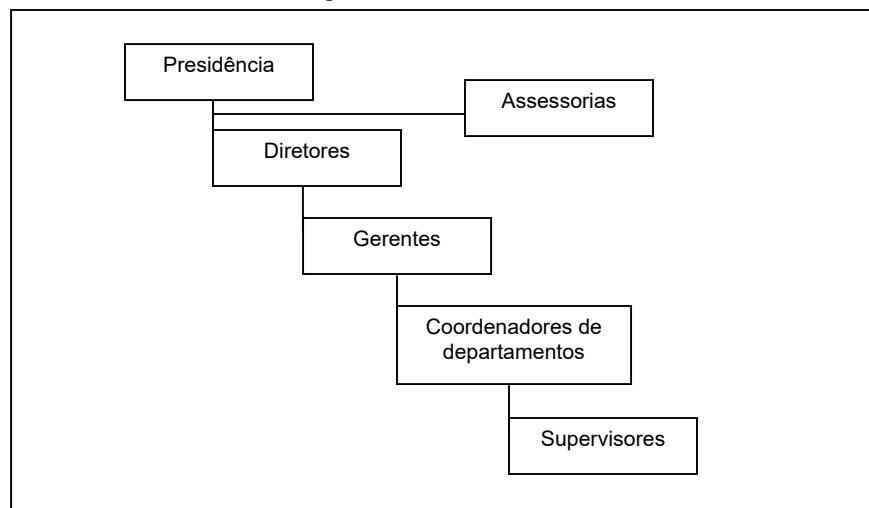 Presidência
Assessorias
Diretores
Gerentes
Coordenadores de
departamentos
Supervisores